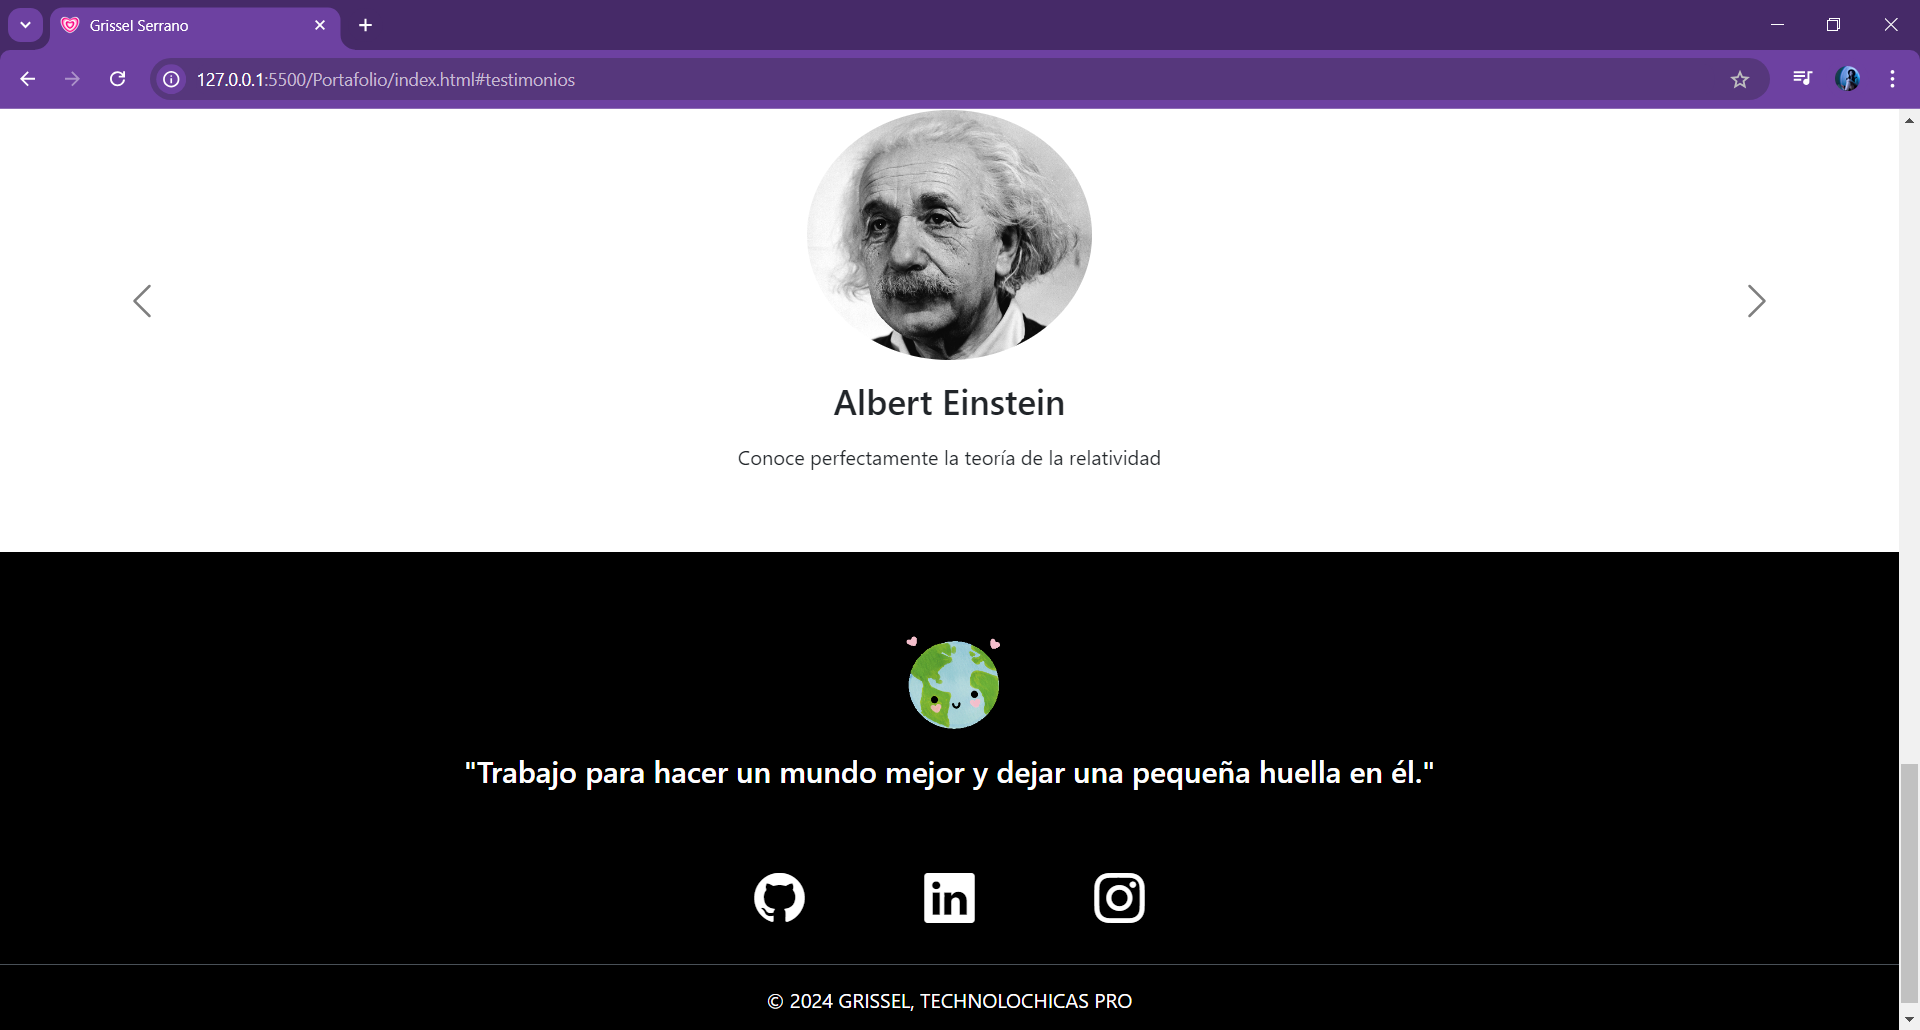 Grissel Serrano
127.0.0.1:5500/Portafolio/index.html#testimonios
Albert Einstein
Conoce perfectamente la teoría de la relatividad
"Trabajo para hacer un mundo mejor y dejar una pequeña huella en él."
in
© 2024 GRISSEL, TECHNOLOCHICAS PRO